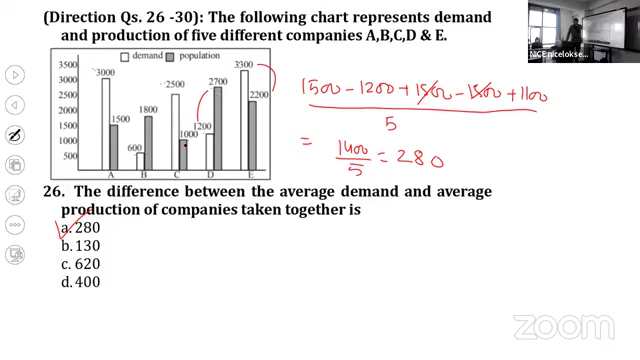 (Direction Qs. 26 -30): The following chart represents demand
and production of five different companies A,B,C,D & E.
demand population
3500
3000
2500
2000
1500
1000
500
3000
1500
600
1800
2500
1000
1200
2700
3300
2200
A B C D E
1500 - 1200 + 1500 - 1500 + 1100
5
= 1400
5
= 280
26. The difference between the average demand and average
production of companies taken together is
a. 280
b. 130
c. 620
d. 400
NICE nicelokse...
zoom